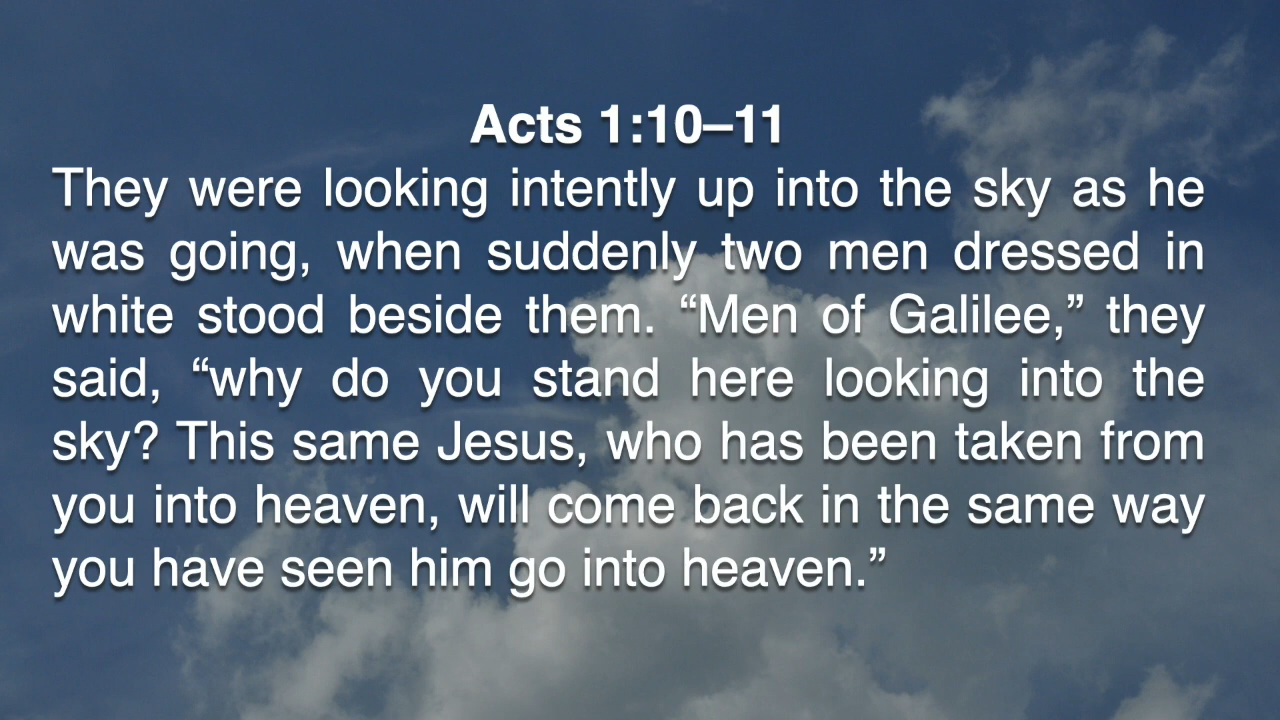 Acts 1:10–11
They were looking intently up into the sky as he
was going, when suddenly two men dressed in
white stood beside them. “Men of Galilee,” they
said, “why do you stand here looking into the
sky? This same Jesus, who has been taken from
you into heaven, will come back in the same way
you have seen him go into heaven.”